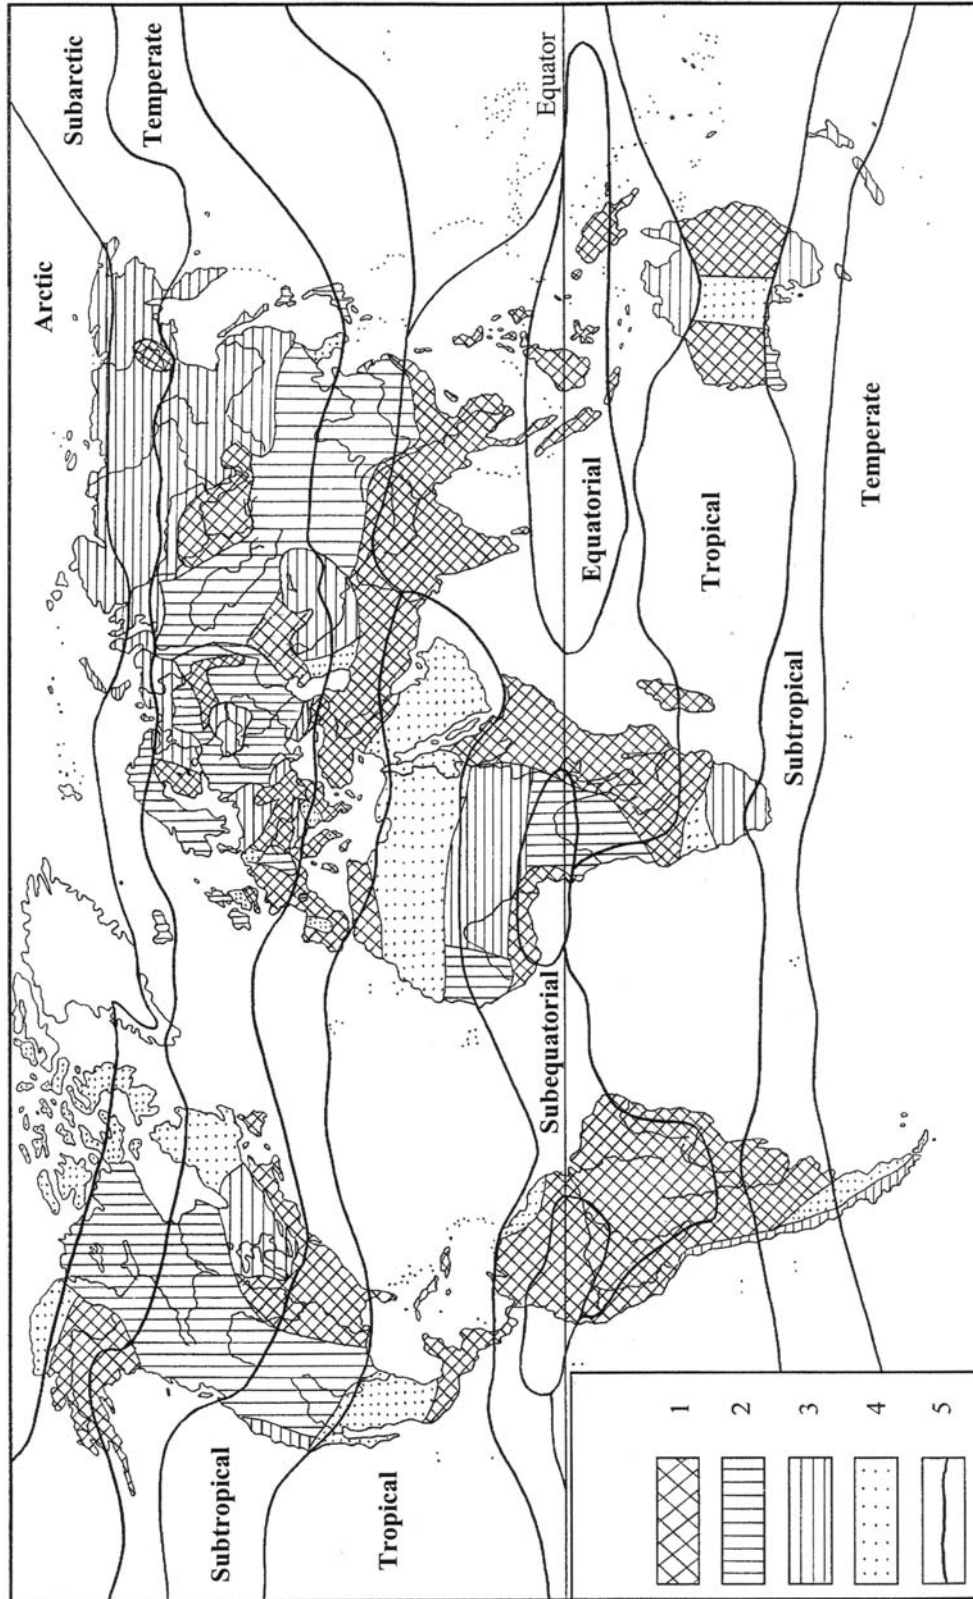 Arctic
Subarctic
Temperate
Subtropical
Tropical
Equator
Subequatorial
Equatorial
Tropical
Subtropical
Temperate
1
2
3
4
5